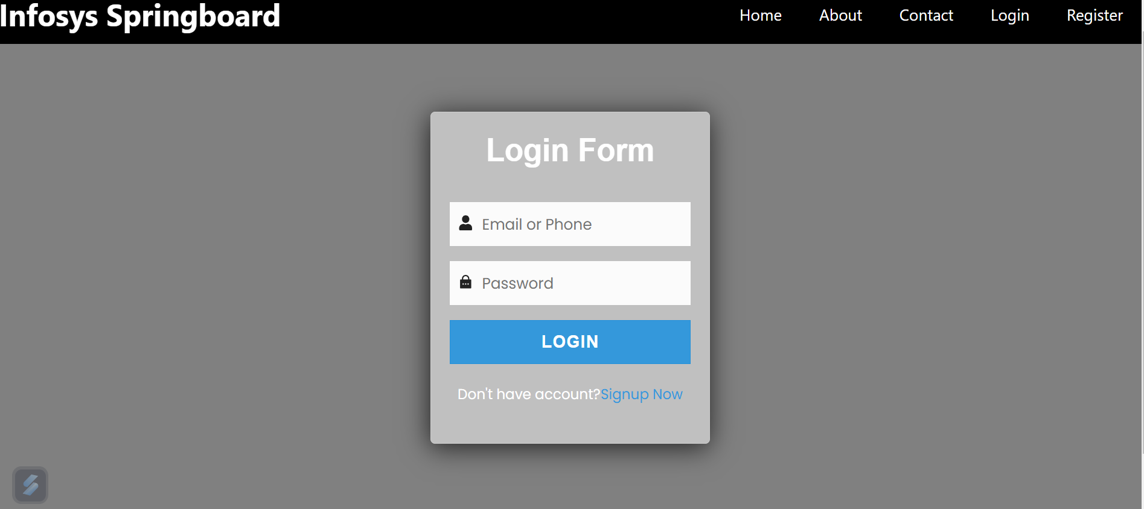 Infosys Springboard
Home About Contact Login Register
Login Form
Email or Phone
Password
LOGIN
Don't have account?Signup Now